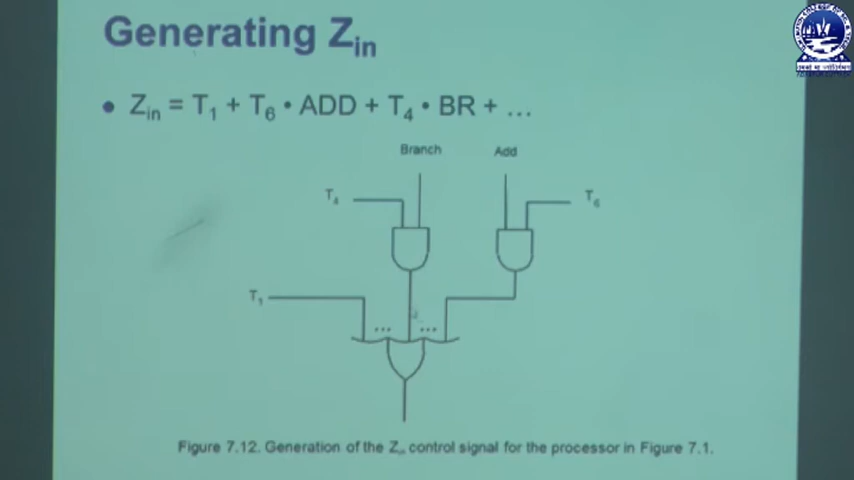 Generating Zin
• Zin = T1 + T6 • ADD + T4 • BR + ...
Branch
Add
T4
T6
T1
...
...
Figure 7.12. Generation of the Zin control signal for the processor in Figure 7.1.